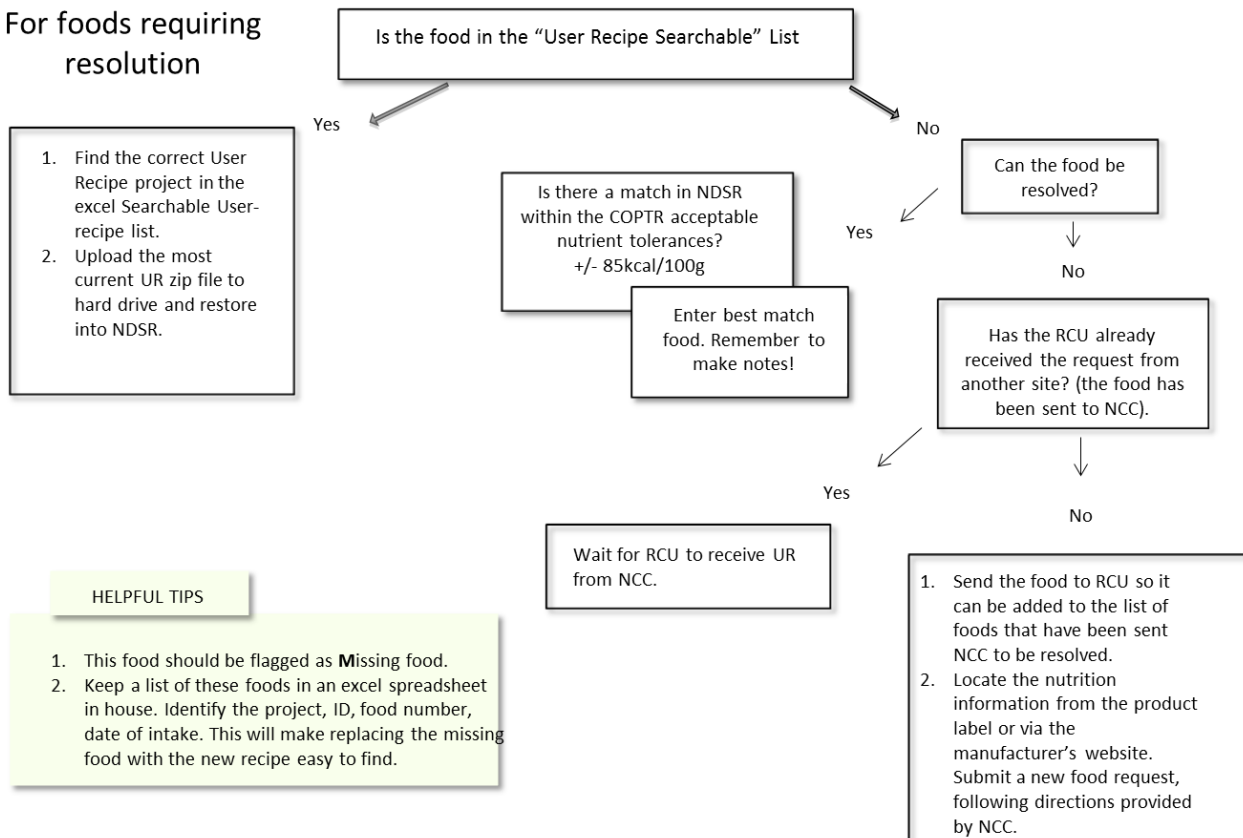 For foods requiring
resolution
Is the food in the “User Recipe Searchable” List
Yes
No
1. Find the correct User
Recipe project in the
excel Searchable User-
recipe list.
2. Upload the most
current UR zip file to
hard drive and restore
into NDSR.
Can the food be
resolved?
Yes
No
Is there a match in NDSR
within the COPTR acceptable
nutrient tolerances?
+/- 85kcal/100g
Enter best match
food. Remember to
make notes!
Has the RCU already
received the request from
another site? (the food has
been sent to NCC).
Yes
No
Wait for RCU to receive UR
from NCC.
1. Send the food to RCU so it
can be added to the list of
foods that have been sent
NCC to be resolved.
2. Locate the nutrition
information from the product
label or via the
manufacturer’s website.
Submit a new food request,
following directions provided
by NCC.
HELPFUL TIPS
1. This food should be flagged as Missing food.
2. Keep a list of these foods in an excel spreadsheet
in house. Identify the project, ID, food number,
date of intake. This will make replacing the missing
food with the new recipe easy to find.